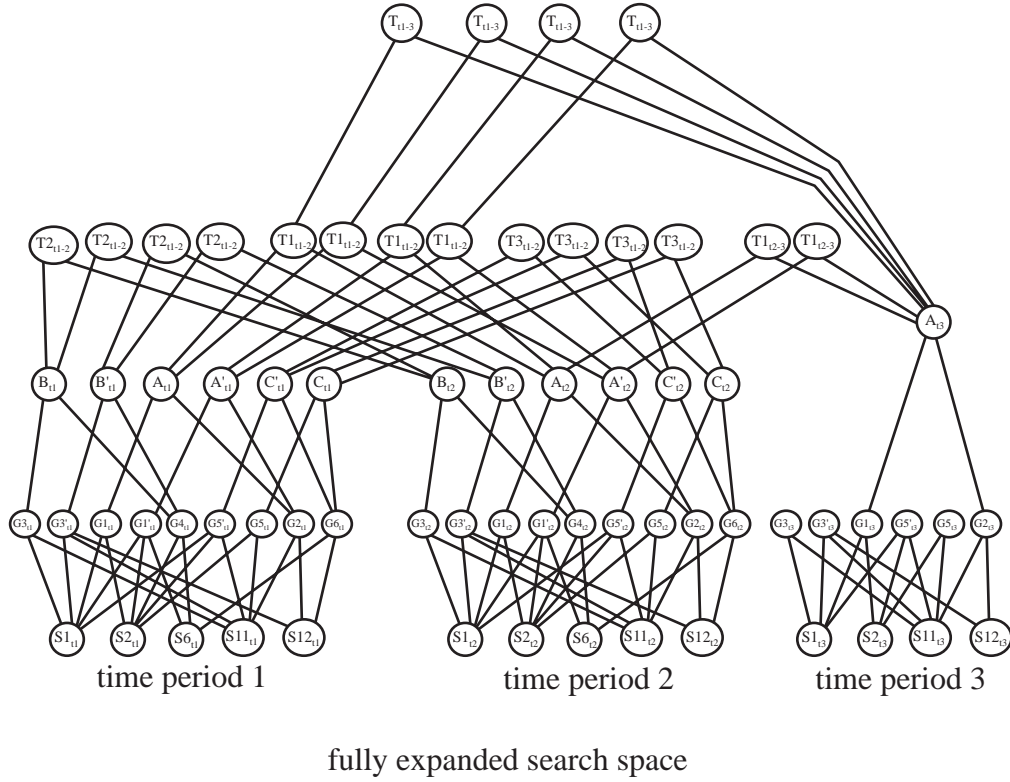 T_t1-3 T_t1-3 T_t1-3 T_t1-3
T2_t1-2 T2_t1-2 T2_t1-2 T2_t1-2 T1_t1-2 T1_t1-2 T1_t1-2 T1_t1-2 T3_t1-2 T3_t1-2 T3_t1-2 T3_t1-2 T1_t2-3 T1_t2-3
A_t3
B_t1 B'_t1 A_t1 A'_t1 C'_t1 C_t1 B_t2 B'_t2 A_t2 A'_t2 C'_t2 C_t2
G3_t1 G3'_t1 G1_t1 G1'_t1 G4_t1 G5'_t1 G5_t1 G2_t1 G6_t1 G3_t2 G3'_t2 G1_t2 G1'_t2 G4_t2 G5'_t2 G5_t2 G2_t2 G6_t2 G3_t3 G3'_t3 G1_t3 G5'_t3 G5_t3 G2_t3
S1_t1 S2_t1 S6_t1 S11_t1 S12_t1 S1_t2 S2_t2 S6_t2 S11_t2 S12_t2 S1_t3 S2_t3 S11_t3 S12_t3
time period 1 time period 2 time period 3
fully expanded search space